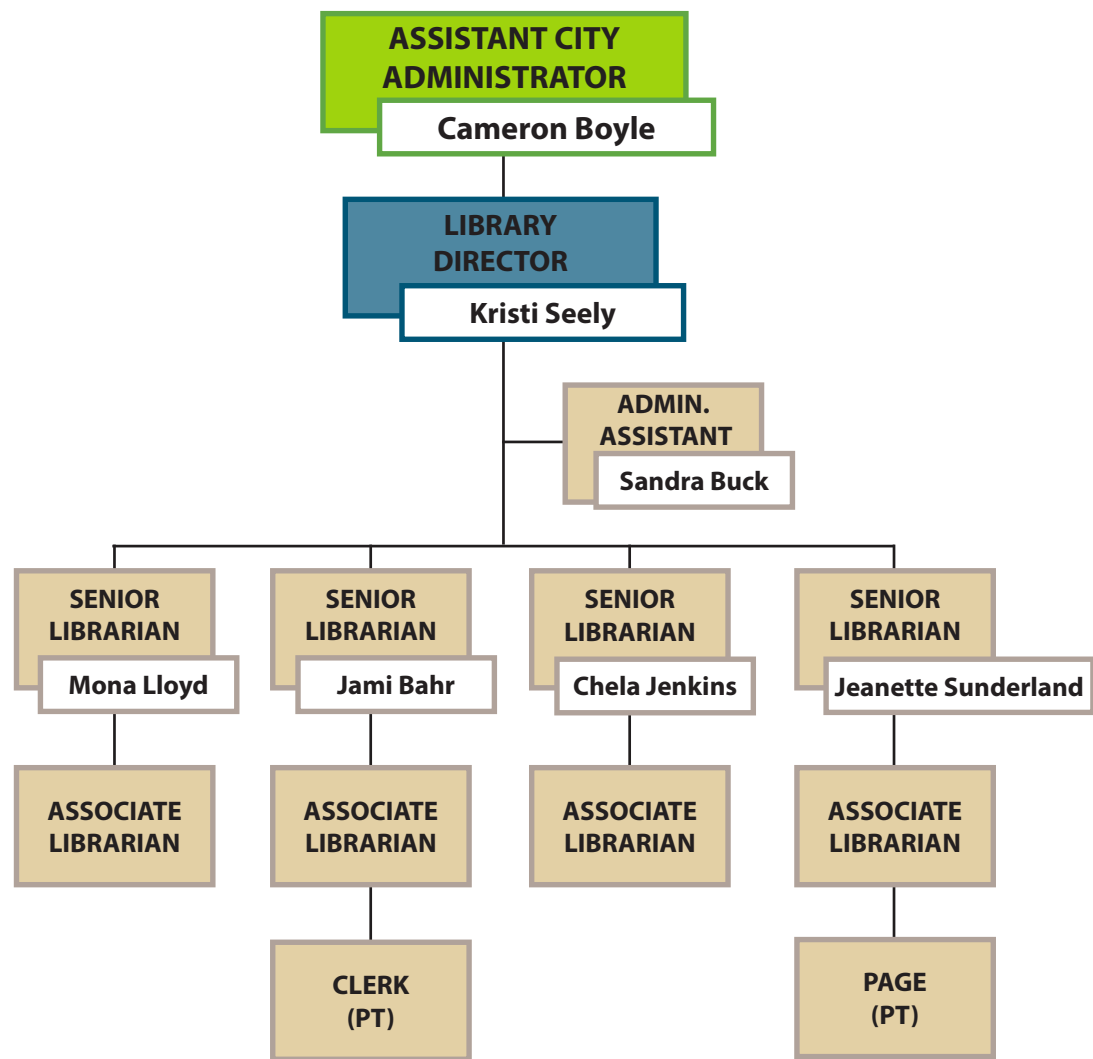 ASSISTANT CITY
ADMINISTRATOR
Cameron Boyle
LIBRARY
DIRECTOR
Kristi Seely
ADMIN.
ASSISTANT
Sandra Buck
SENIOR
LIBRARIAN
Mona Lloyd
SENIOR
LIBRARIAN
Jami Bahr
SENIOR
LIBRARIAN
Chela Jenkins
SENIOR
LIBRARIAN
Jeanette Sunderland
ASSOCIATE
LIBRARIAN
ASSOCIATE
LIBRARIAN
ASSOCIATE
LIBRARIAN
ASSOCIATE
LIBRARIAN
CLERK
(PT)
PAGE
(PT)